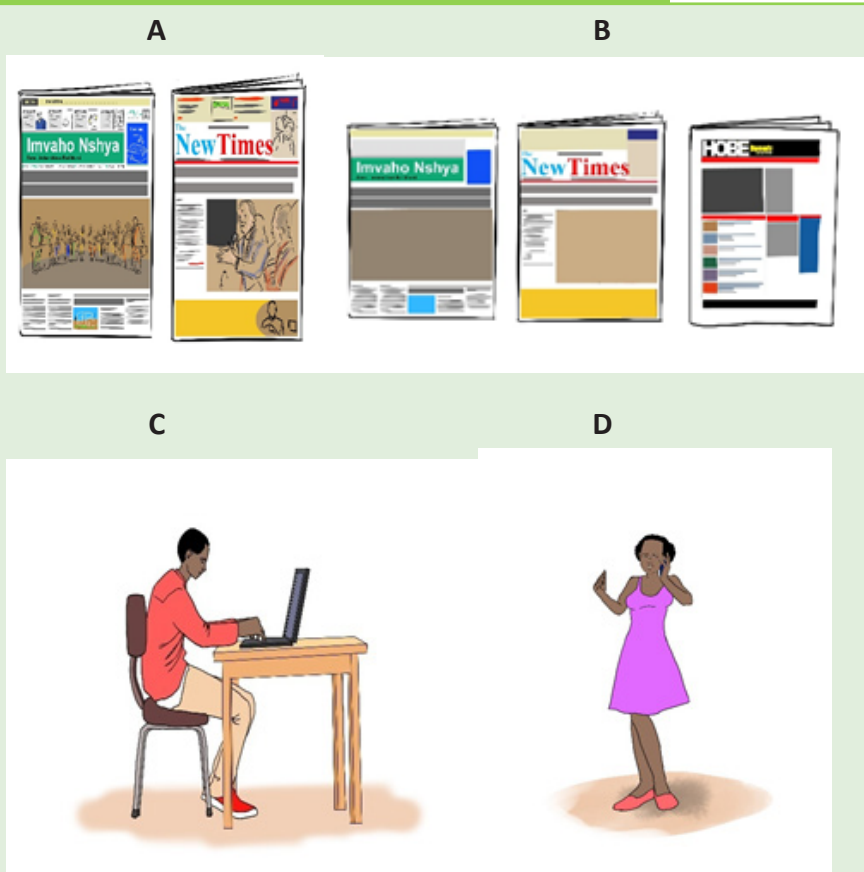 A
B
Imvaho Nshya
The
NewTimes
Imvaho Nshya
The
NewTimes
HOBE
C
D